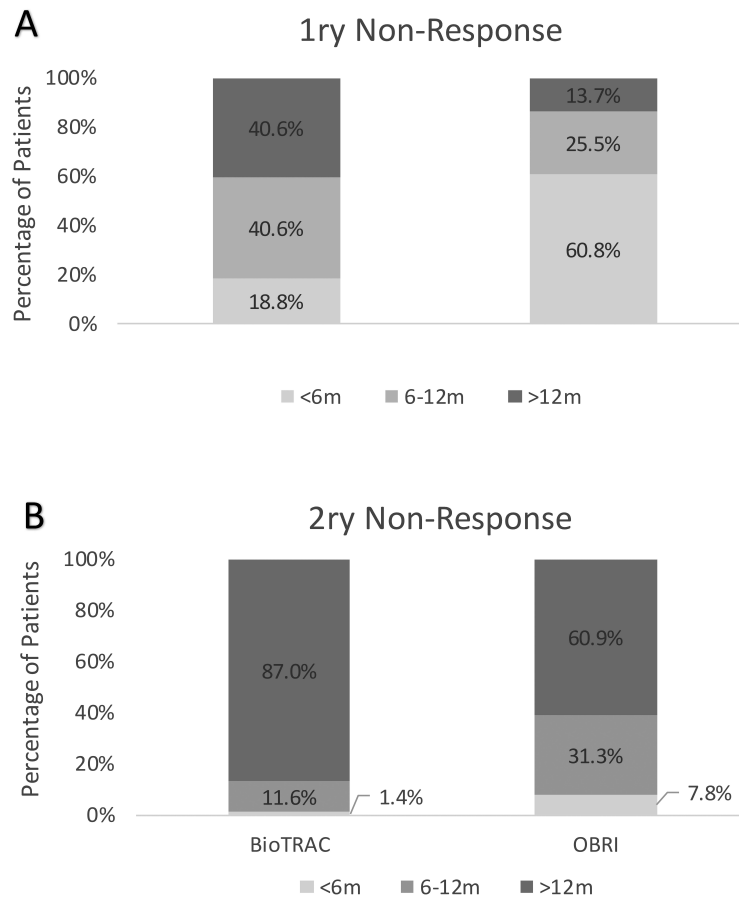 A
1ry Non-Response
Percentage of Patients
100%
80%
60%
40%
20%
0%
40.6%
40.6%
18.8%
13.7%
25.5%
60.8%
<6m 6-12m >12m
B
2ry Non-Response
Percentage of Patients
100%
80%
60%
40%
20%
0%
87.0%
11.6%
1.4%
60.9%
31.3%
7.8%
BioTRAC OBRI
<6m 6-12m >12m